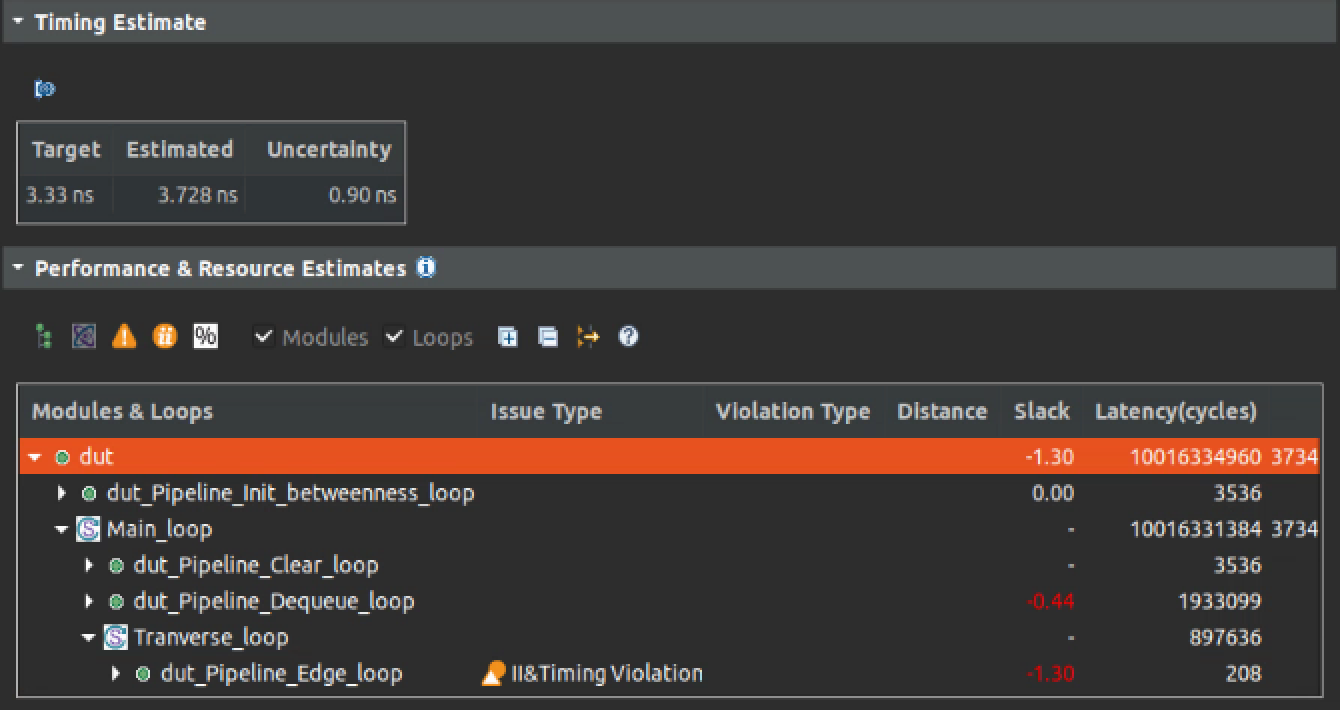 Timing Estimate
Target Estimated Uncertainty
3.33 ns 3.728 ns 0.90 ns
Performance & Resource Estimates
% Modules Loops
Modules & Loops Issue Type Violation Type Distance Slack Latency(cycles)
dut -1.30 10016334960 3734
dut_Pipeline_Init_betweenness_loop 0.00 3536
Main_loop - 10016331384 3734
dut_Pipeline_Clear_loop - 3536
dut_Pipeline_Dequeue_loop -0.44 1933099
Tranverse_loop - 897636
dut_Pipeline_Edge_loop II&Timing Violation -1.30 208